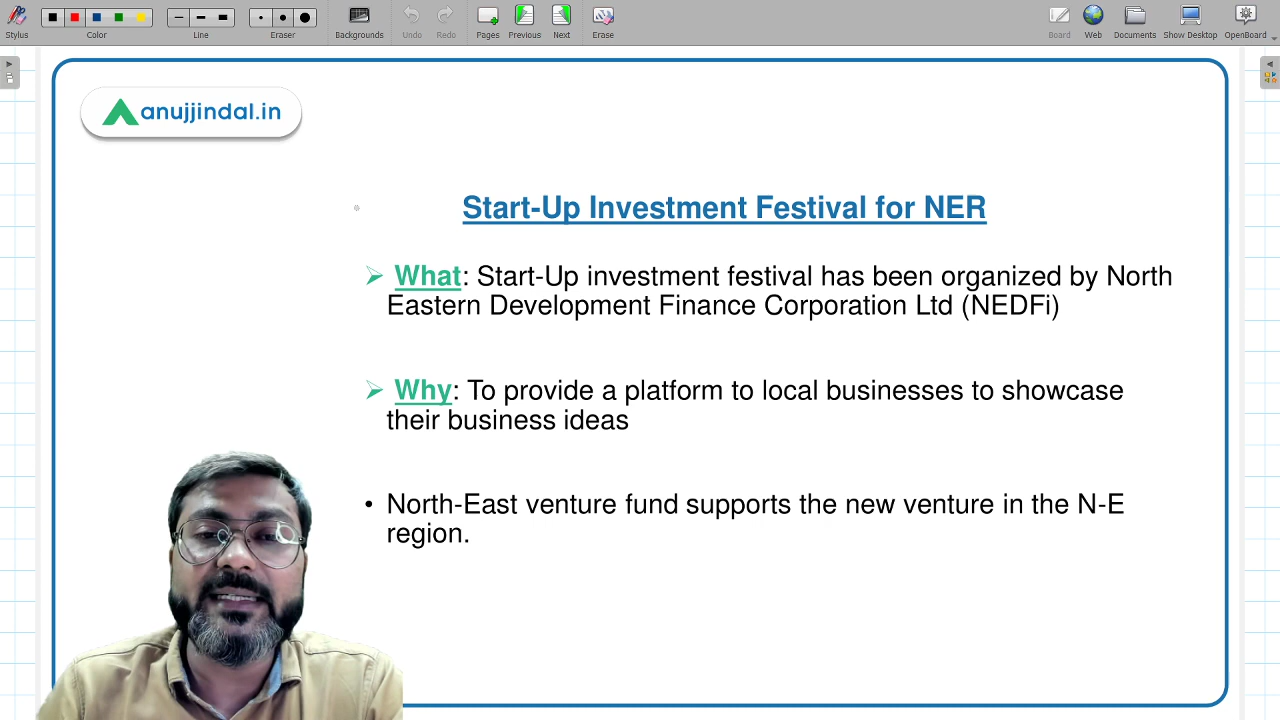 Stylus
Color
Line
Eraser
Backgrounds
Undo
Redo
Pages
Previous
Next
Erase
Board
Web
Documents
Show Desktop
OpenBoard
anujjindal.in
Start-Up Investment Festival for NER
➢ What: Start-Up investment festival has been organized by North
Eastern Development Finance Corporation Ltd (NEDFi)
➢ Why: To provide a platform to local businesses to showcase
their business ideas
• North-East venture fund supports the new venture in the N-E
region.